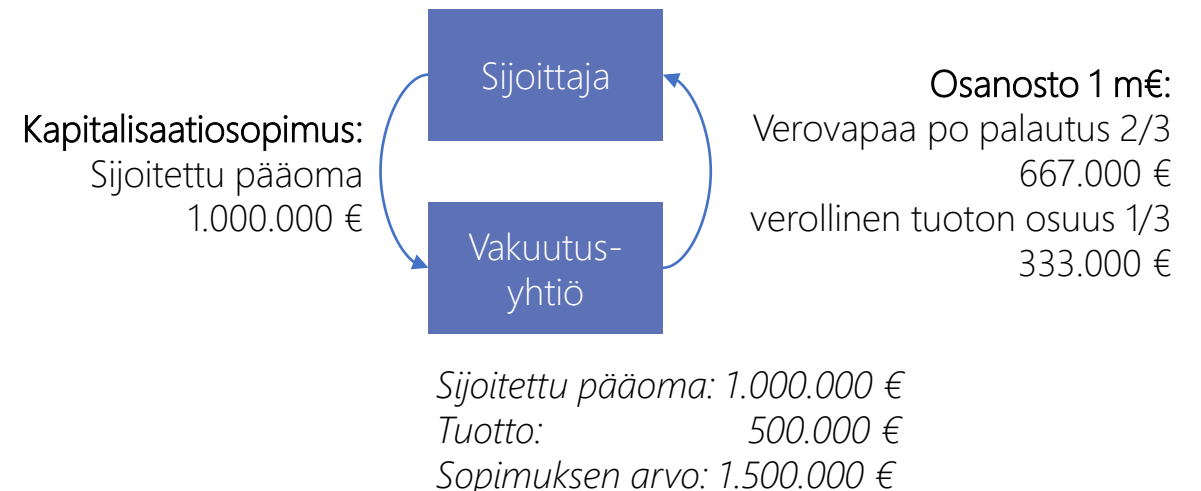 Sijoittaja
Kapitalisaatiosopimus:
Sijoitettu pääoma
1.000.000 €
Osanosto 1 m€:
Verovapaa po palautus 2/3
667.000 €
verollinen tuoton osuus 1/3
333.000 €
Vakuutus-
yhtiö
Sijoitettu pääoma: 1.000.000 €
Tuotto: 500.000 €
Sopimuksen arvo: 1.500.000 €